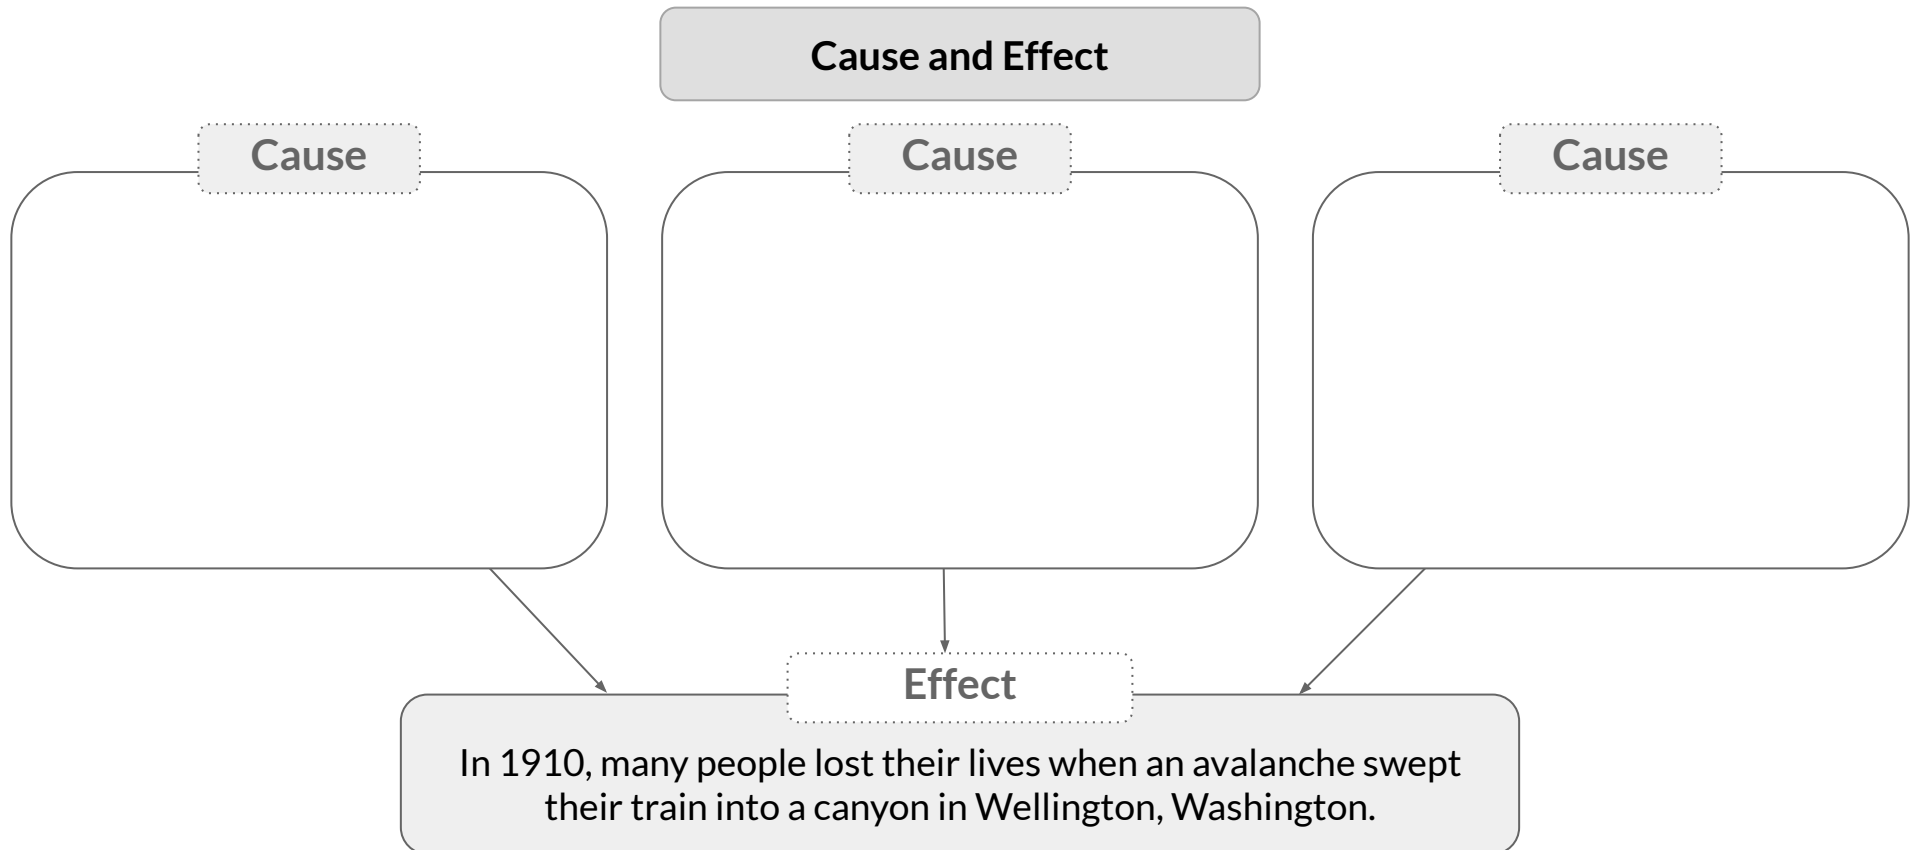 Cause and Effect
Cause
Cause
Cause
Effect
In 1910, many people lost their lives when an avalanche swept
their train into a canyon in Wellington, Washington.